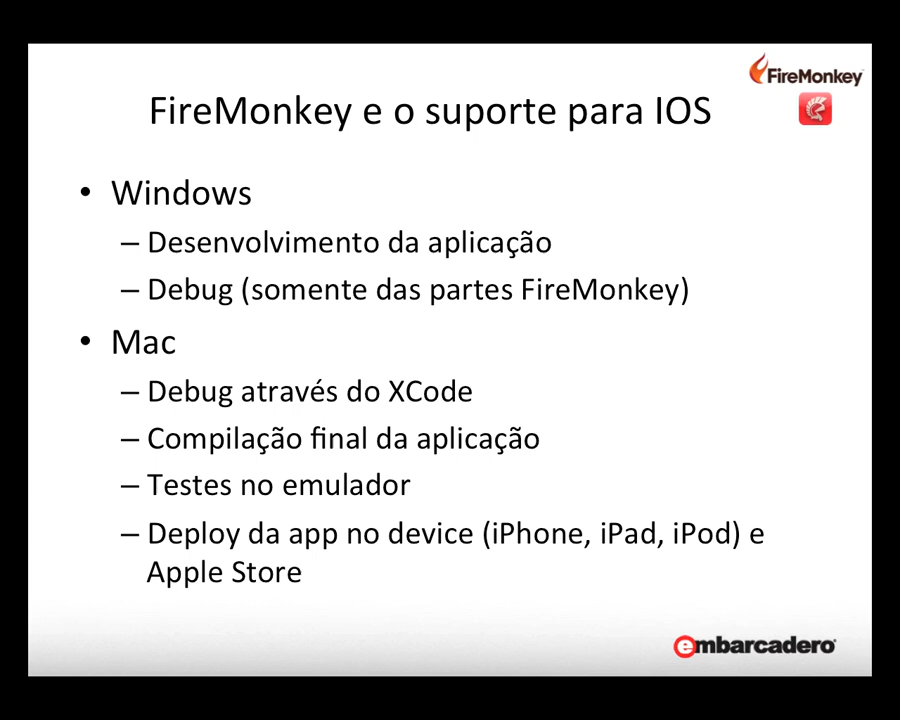 FireMonkey
FireMonkey e o suporte para IOS
• Windows
– Desenvolvimento da aplicação
– Debug (somente das partes FireMonkey)
• Mac
– Debug através do XCode
– Compilação final da aplicação
– Testes no emulador
– Deploy da app no device (iPhone, iPad, iPod) e
Apple Store
embarcadero